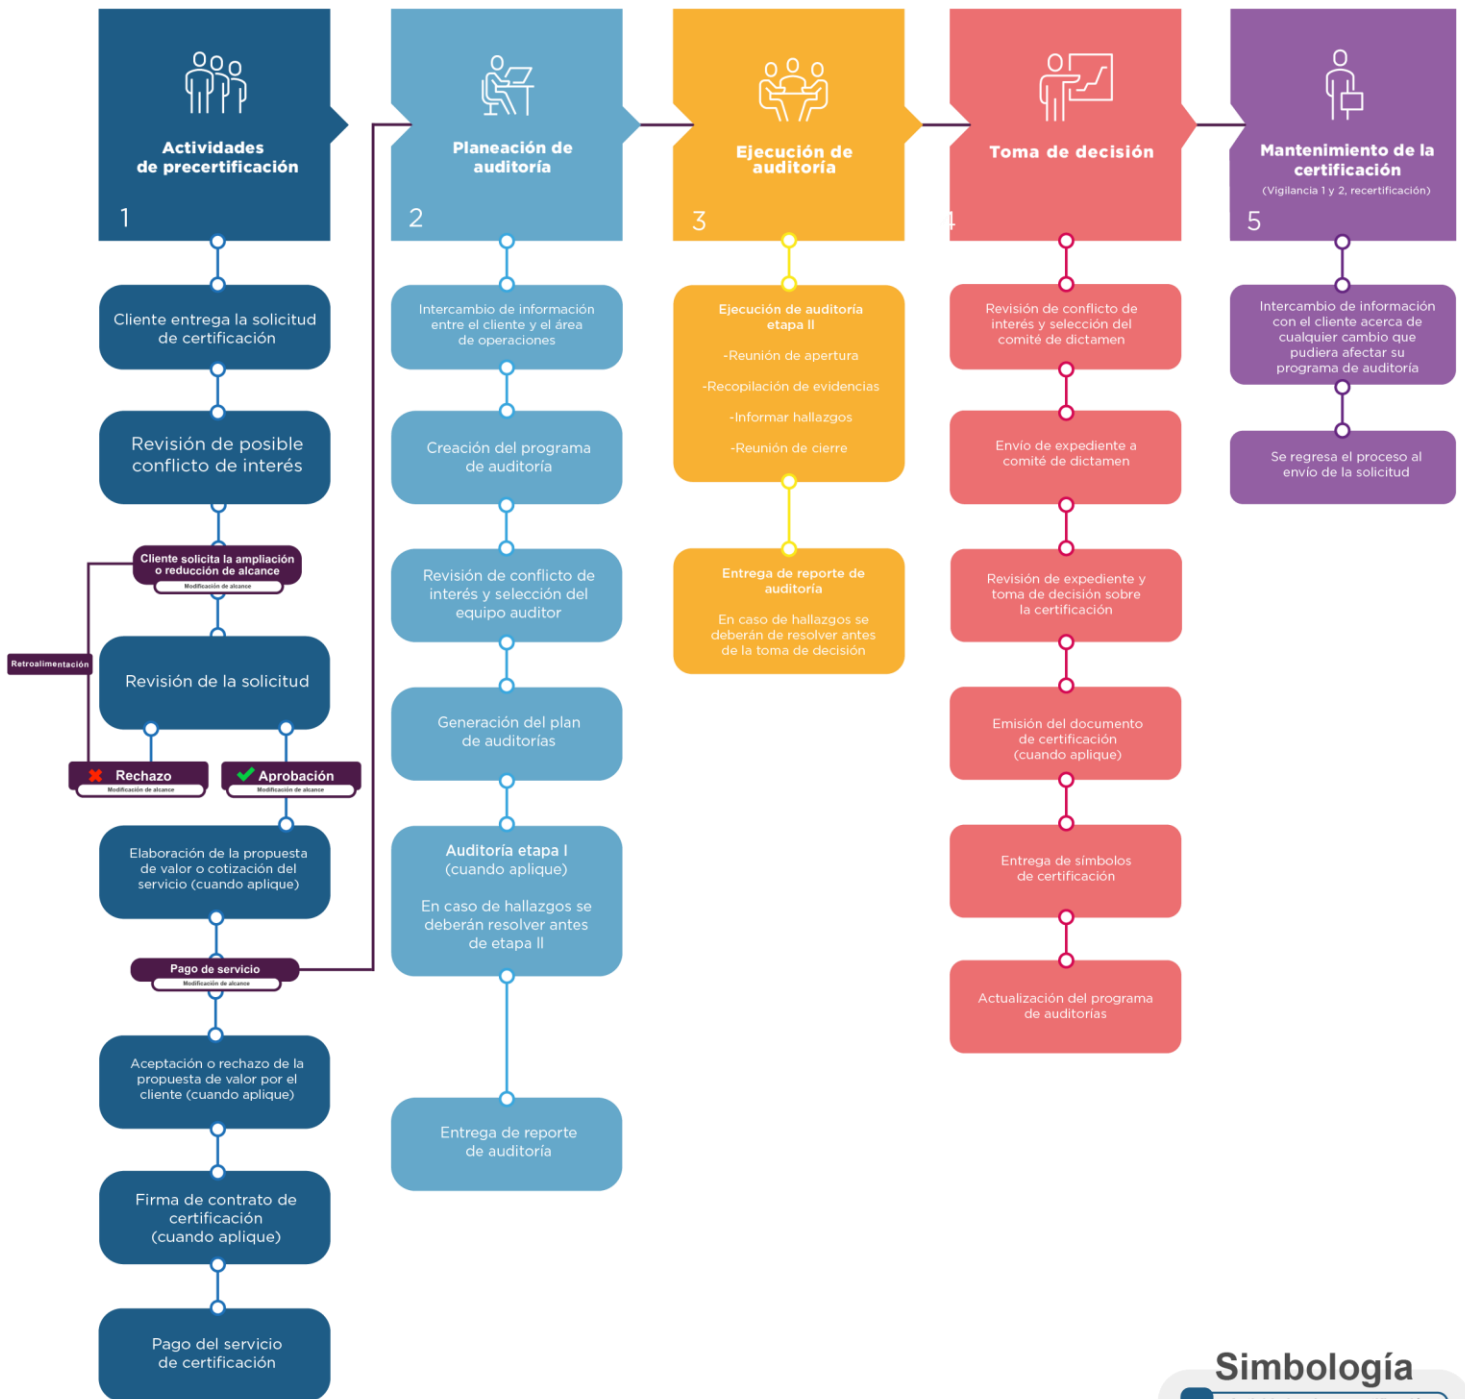 Actividades
de precertificación
1
Cliente entrega la solicitud
de certificación
Revisión de posible
conflicto de interés
Cliente solicita la ampliación
o reducción de alcance
Modificación de alcance
Retroalimentación
Revisión de la solicitud
Rechazo
Modificación de alcance
Aprobación
Modificación de alcance
Elaboración de la propuesta
de valor o cotización del
servicio (cuando aplique)
Pago de servicio
Modificación de alcance
Aceptación o rechazo de la
propuesta de valor por el
cliente (cuando aplique)
Firma de contrato de
certificación
(cuando aplique)
Pago del servicio
de certificación
Planeación de
auditoría
2
Intercambio de información
entre el cliente y el área
de operaciones
Creación del programa
de auditoría
Revisión de conflicto de
interés y selección del
equipo auditor
Generación del plan
de auditorías
Auditoría etapa I
(cuando aplique)
En caso de hallazgos se
deberán resolver antes
de etapa II
Entrega de reporte
de auditoría
Ejecución de
auditoría
3
Ejecución de auditoría
etapa II
-Reunión de apertura
-Recopilación de evidencias
-Informar hallazgos
-Reunión de cierre
Entrega de reporte de
auditoría
En caso de hallazgos se
deberán de resolver antes
de la toma de decisión
Toma de decisión
4
Revisión de conflicto de
interés y selección del
comité de dictamen
Envío de expediente a
comité de dictamen
Revisión de expediente y
toma de decisión sobre
la certificación
Emisión del documento
de certificación
(cuando aplique)
Entrega de símbolos
de certificación
Actualización del programa
de auditorías
Mantenimiento de la
certificación
(Vigilancia 1 y 2, recertificación)
5
Intercambio de información
con el cliente acerca de
cualquier cambio que
pudiera afectar su
programa de auditoría
Se regresa el proceso al
envío de la solicitud
Simbología